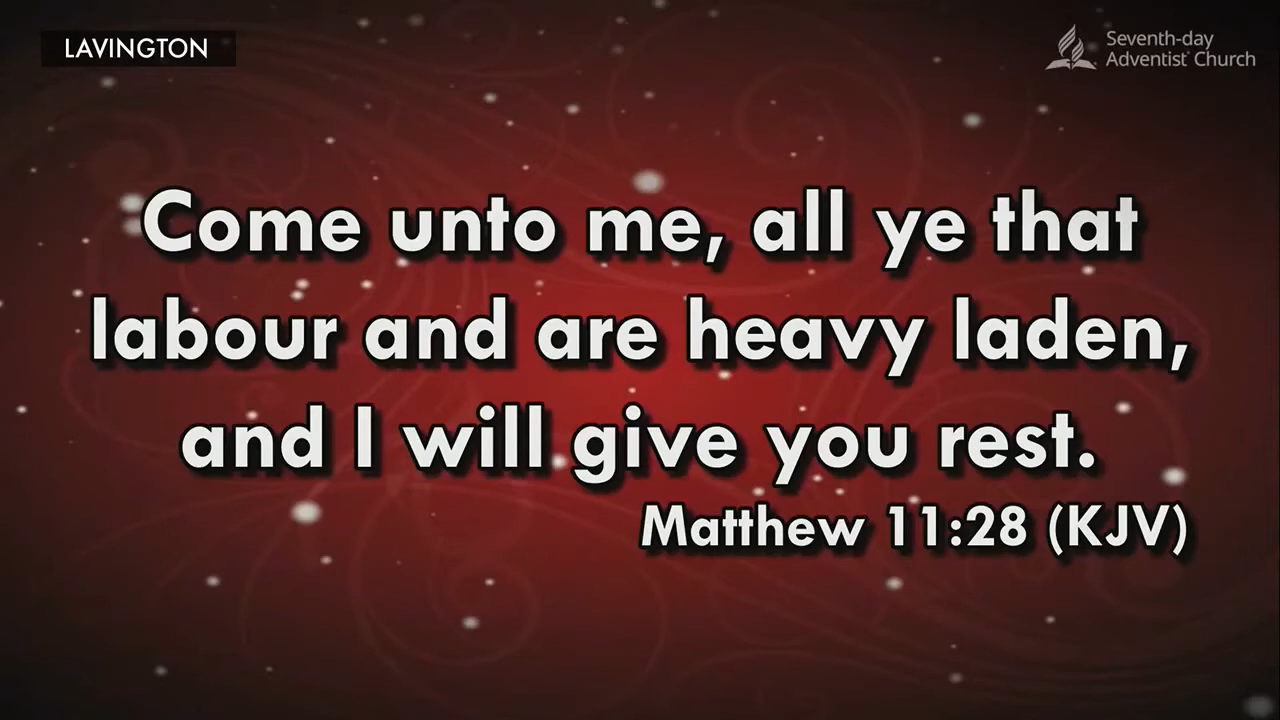 LAVINGTON
Seventh-day
Adventist Church
Come unto me, all ye that
labour and are heavy laden,
and I will give you rest.
Matthew 11:28 (KJV)